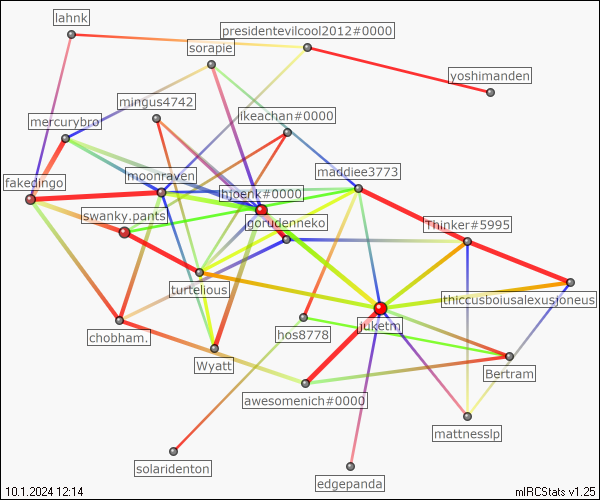 lahnk
presidentevilcool2012#0000
sorapie
yoshimanden
mingus4742
ikeachan#0000
mercurybro
maddiee3773
moonraven
fakedingo
hjoenk#0000
swanky.pants
gorudenneko
Thinker#5995
turtelious
thiccusboiusalexusjoneus
juketm
hos8778
chobham.
Wyatt
Bertram
awesomenich#0000
mattnesslp
solaridenton
edgepanda
10.1.2024 12:14
mIRCStats v1.25